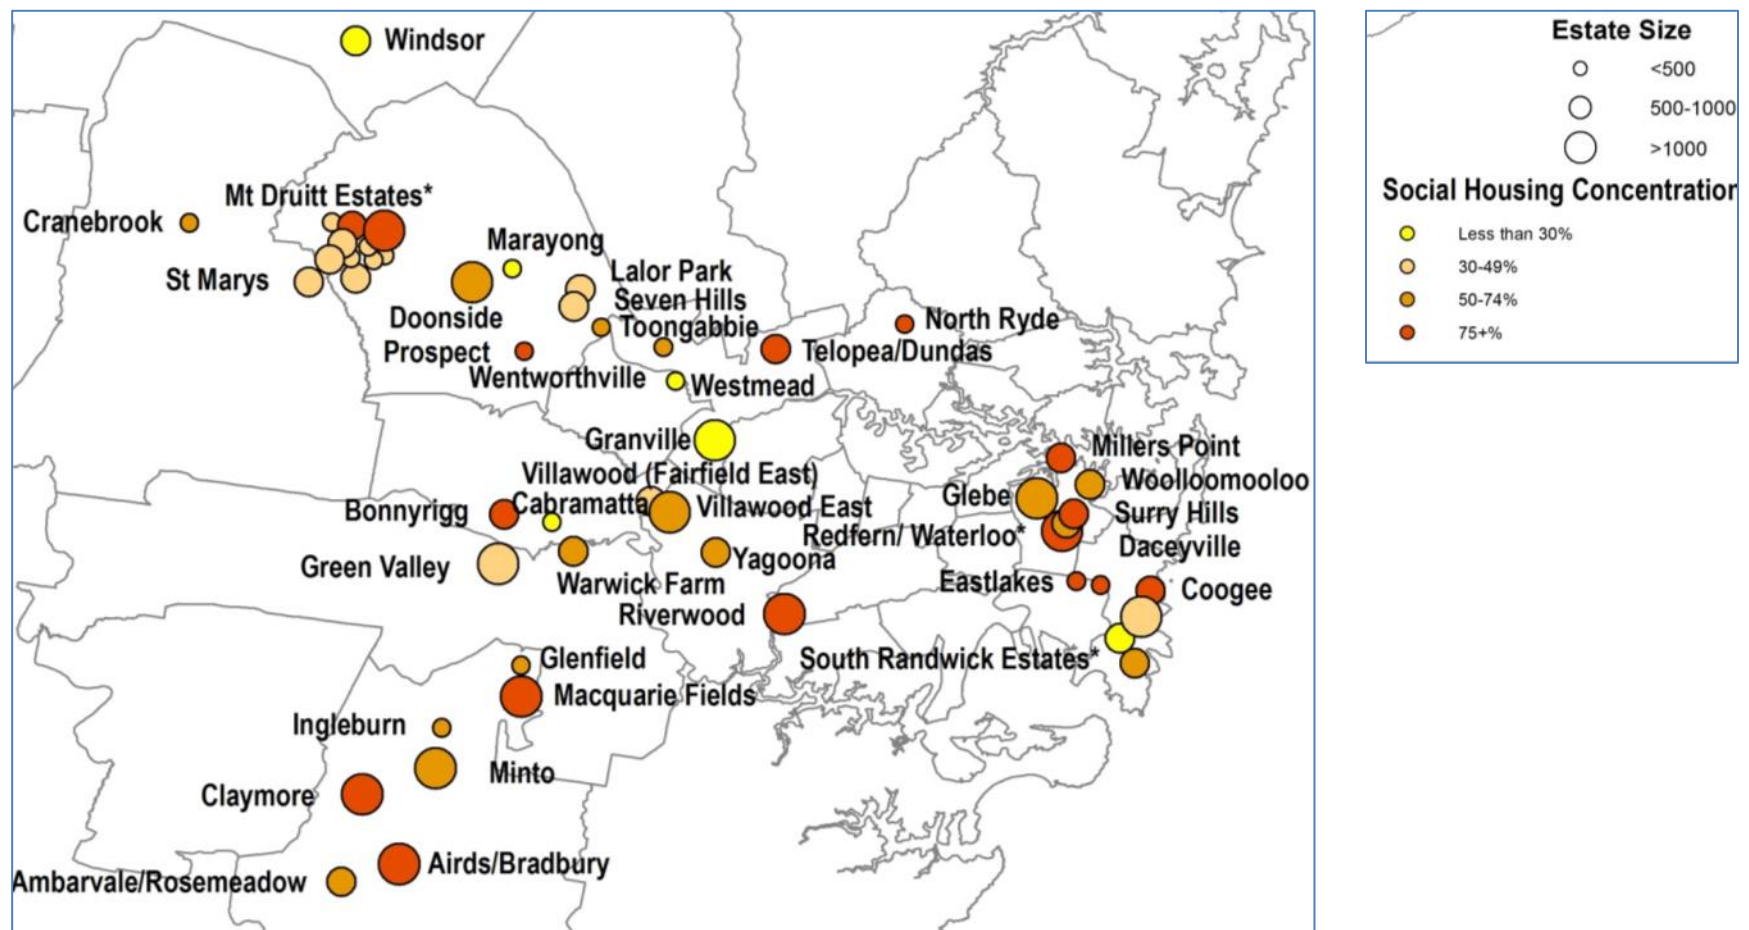 Windsor
Mt Druitt Estates*
Cranebrook
Marayong
St Marys
Lalor Park
Seven Hills
Doonside
Toongabbie
North Ryde
Prospect
Telopea/Dundas
Wentworthville
Westmead
Granville
Millers Point
Villawood (Fairfield East)
Woolloomooloo
Glebe
Cabramatta
Villawood East
Bonnyrigg
Surry Hills
Redfern/ Waterloo*
Daceyville
Yagoona
Green Valley
Warwick Farm
Eastlakes
Coogee
Riverwood
South Randwick Estates*
Glenfield
Macquarie Fields
Ingleburn
Minto
Claymore
Airds/Bradbury
Ambarvale/Rosemeadow
Estate Size
<500
500-1000
>1000
Social Housing Concentration
Less than 30%
30-49%
50-74%
75+%